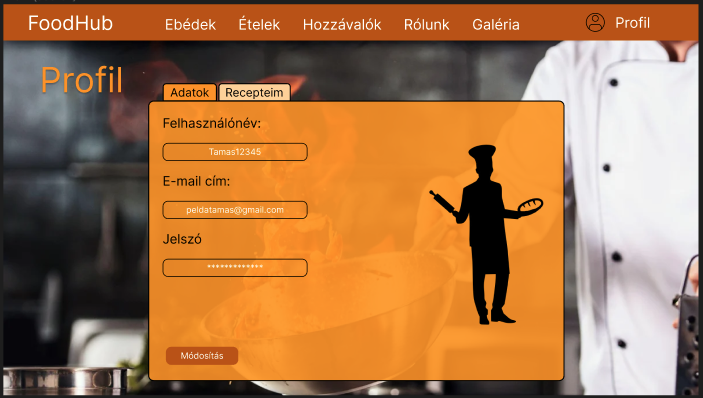 FoodHub Ebédek Ételek Hozzávalók Rólunk Galéria Profil
Profil
Adatok Recepteim
Felhasználónév:
Tamas12345
E-mail cím:
peldatamas@gmail.com
Jelszó
*************
Módosítás